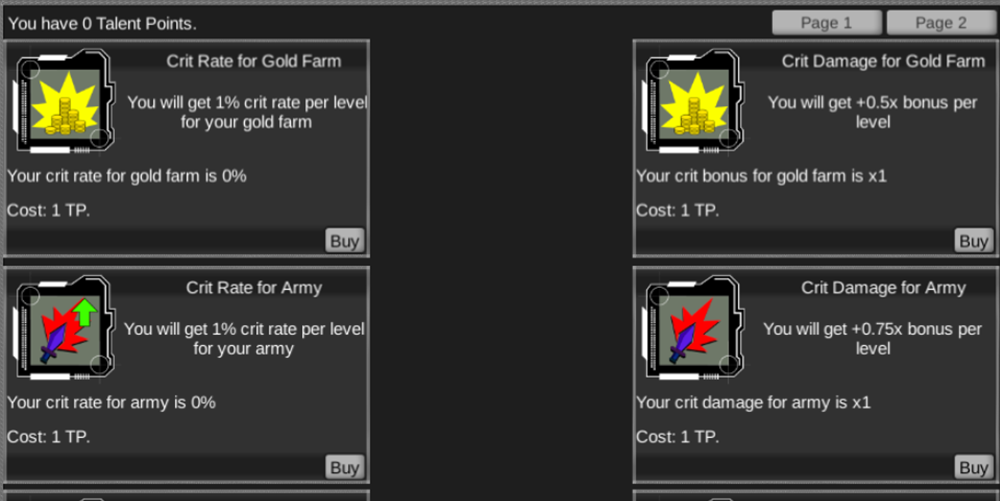 You have 0 Talent Points.
Page 1
Page 2
Crit Rate for Gold Farm
You will get 1% crit rate per level
for your gold farm
Your crit rate for gold farm is 0%
Cost: 1 TP.
Buy
Crit Damage for Gold Farm
You will get +0.5x bonus per
level
Your crit bonus for gold farm is x1
Cost: 1 TP.
Buy
Crit Rate for Army
You will get 1% crit rate per level
for your army
Your crit rate for army is 0%
Cost: 1 TP.
Buy
Crit Damage for Army
You will get +0.75x bonus per
level
Your crit damage for army is x1
Cost: 1 TP.
Buy